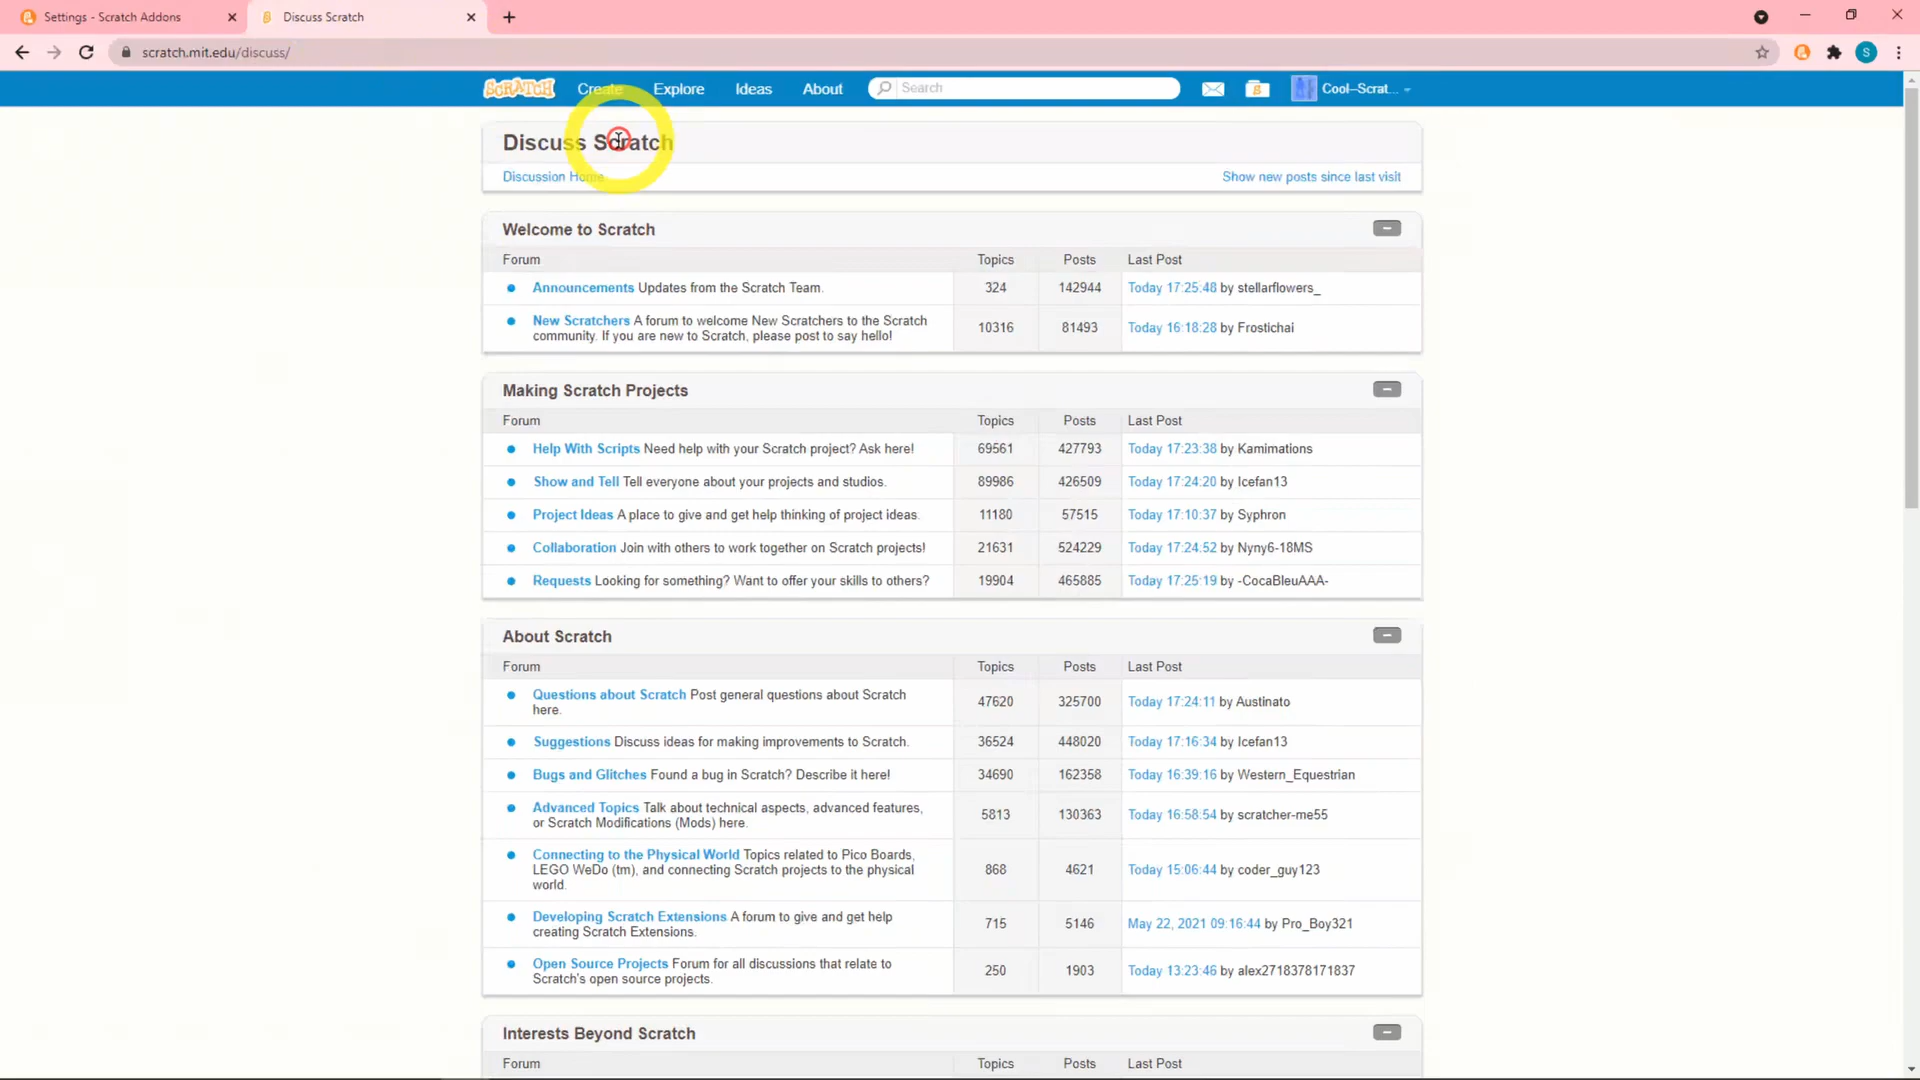 Settings - Scratch Addons
Discuss Scratch
scratch.mit.edu/discuss/
S
SCRATCH Create Explore Ideas About Search Cool--Scrat...
Discuss Scratch
Discussion Home Show new posts since last visit
Welcome to Scratch
Forum Topics Posts Last Post
Announcements Updates from the Scratch Team. 324 142944 Today 17:25:48 by stellarflowers_
New Scratchers A forum to welcome New Scratchers to the Scratch
community. If you are new to Scratch, please post to say hello! 10316 81493 Today 16:18:28 by Frostichai
Making Scratch Projects
Forum Topics Posts Last Post
Help With Scripts Need help with your Scratch project? Ask here! 69561 427793 Today 17:23:38 by Kamimations
Show and Tell Tell everyone about your projects and studios. 89986 426509 Today 17:24:20 by Icefan13
Project Ideas A place to give and get help thinking of project ideas. 11180 57515 Today 17:10:37 by Syphron
Collaboration Join with others to work together on Scratch projects! 21631 524229 Today 17:24:52 by Nyny6-18MS
Requests Looking for something? Want to offer your skills to others? 19904 465885 Today 17:25:19 by -CocaBleuAAA-
About Scratch
Forum Topics Posts Last Post
Questions about Scratch Post general questions about Scratch
here. 47620 325700 Today 17:24:11 by Austinato
Suggestions Discuss ideas for making improvements to Scratch. 36524 448020 Today 17:16:34 by Icefan13
Bugs and Glitches Found a bug in Scratch? Describe it here! 34690 162358 Today 16:39:16 by Western_Equestrian
Advanced Topics Talk about technical aspects, advanced features,
or Scratch Modifications (Mods) here. 5813 130363 Today 16:58:54 by scratcher-me55
Connecting to the Physical World Topics related to Pico Boards,
LEGO WeDo (tm), and connecting Scratch projects to the physical
world. 868 4621 Today 15:06:44 by coder_guy123
Developing Scratch Extensions A forum to give and get help
creating Scratch Extensions. 715 5146 May 22, 2021 09:16:44 by Pro_Boy321
Open Source Projects Forum for all discussions that relate to
Scratch's open source projects. 250 1903 Today 13:23:46 by alex2718378171837
Interests Beyond Scratch
Forum Topics Posts Last Post